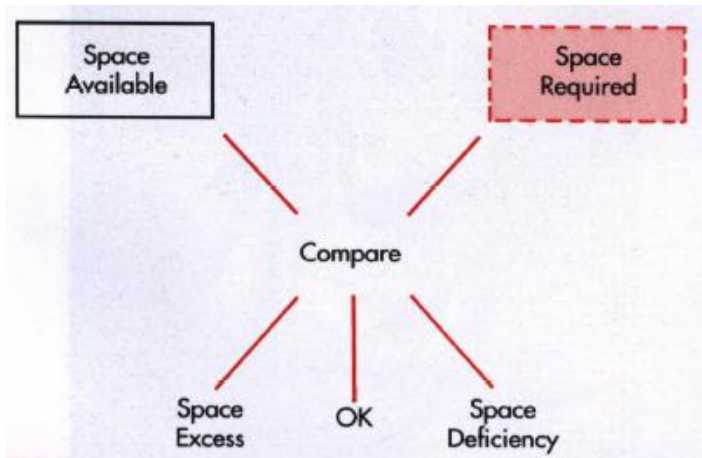 Space
Available
Space
Required
Compare
Space
Excess
OK
Space
Deficiency